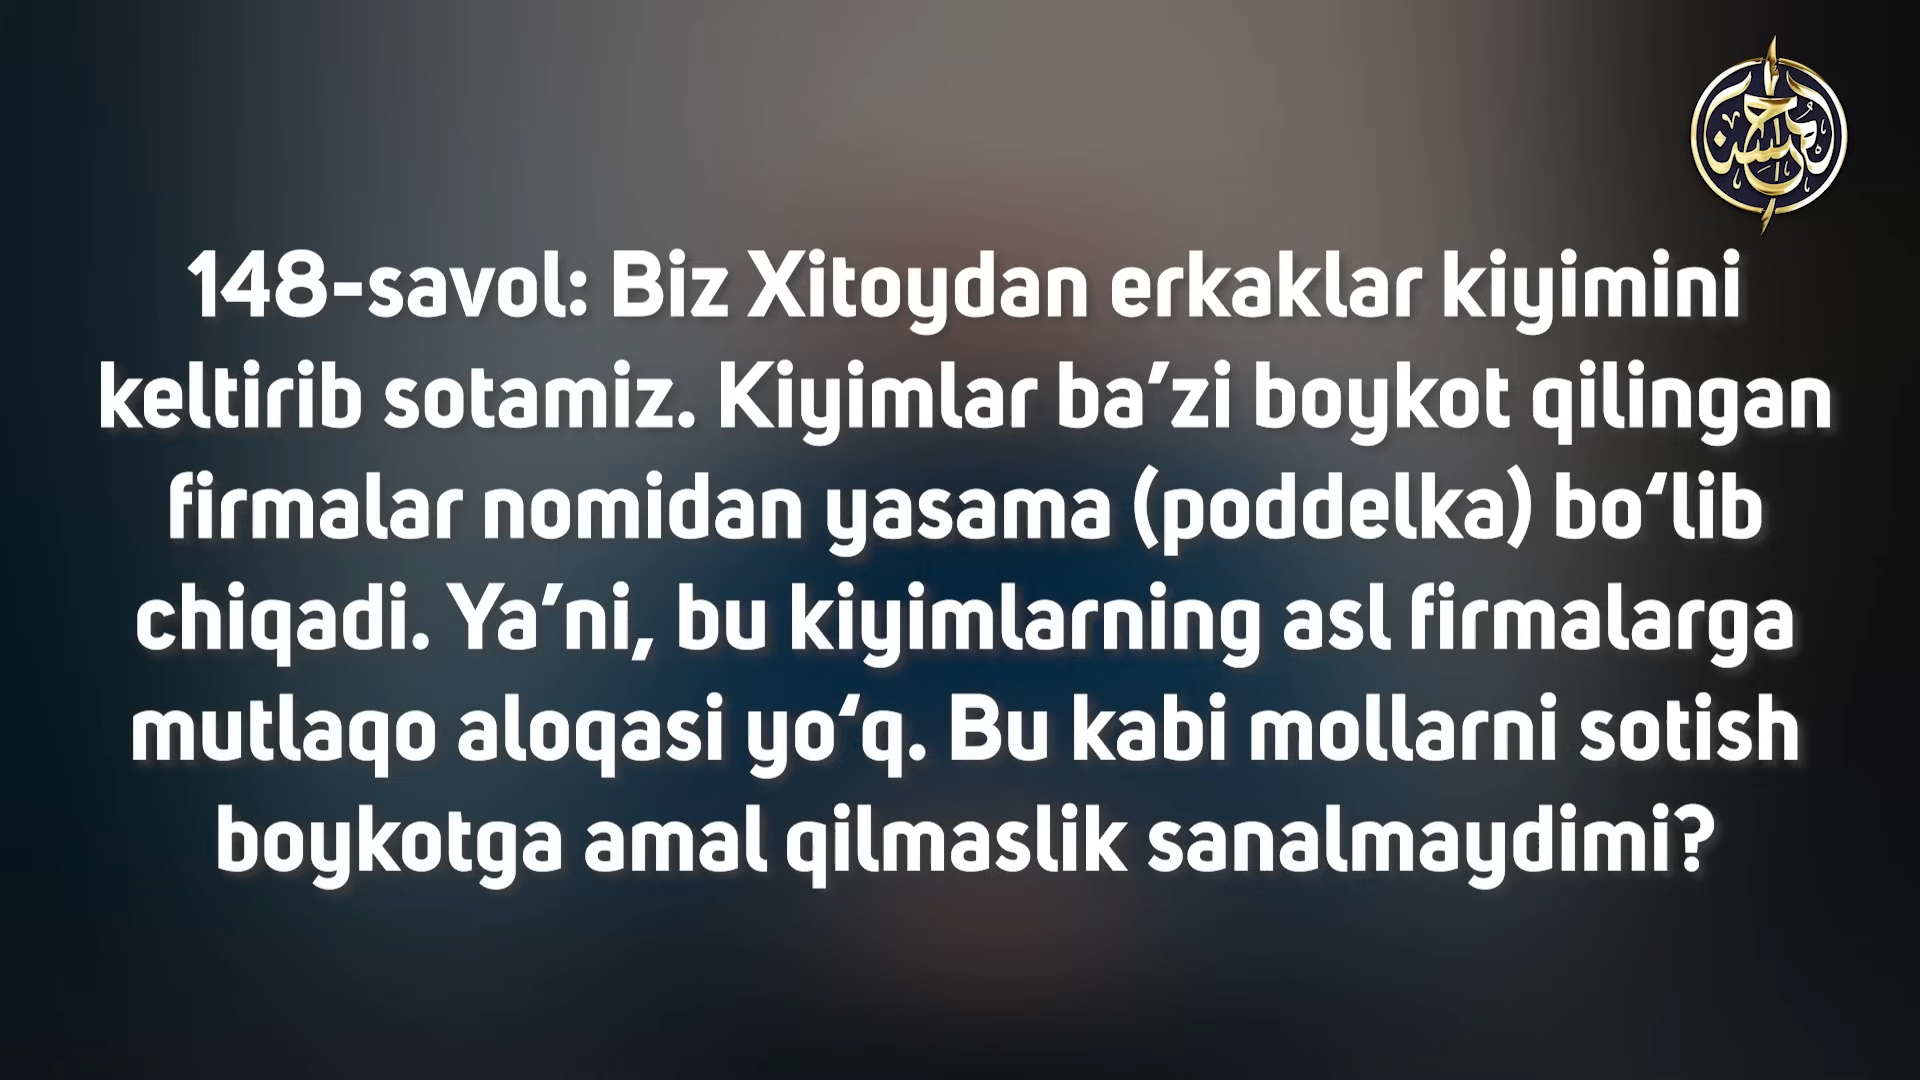 148-savol: Biz Xitoydan erkaklar kiyimini
keltirib sotamiz. Kiyimlar ba’zi boykot qilingan
firmalar nomidan yasama (poddelka) bo‘lib
chiqadi. Ya’ni, bu kiyimlarning asl firmalarga
mutlaqo aloqasi yo‘q. Bu kabi mollarni sotish
boykotga amal qilmaslik sanalmaydimi?